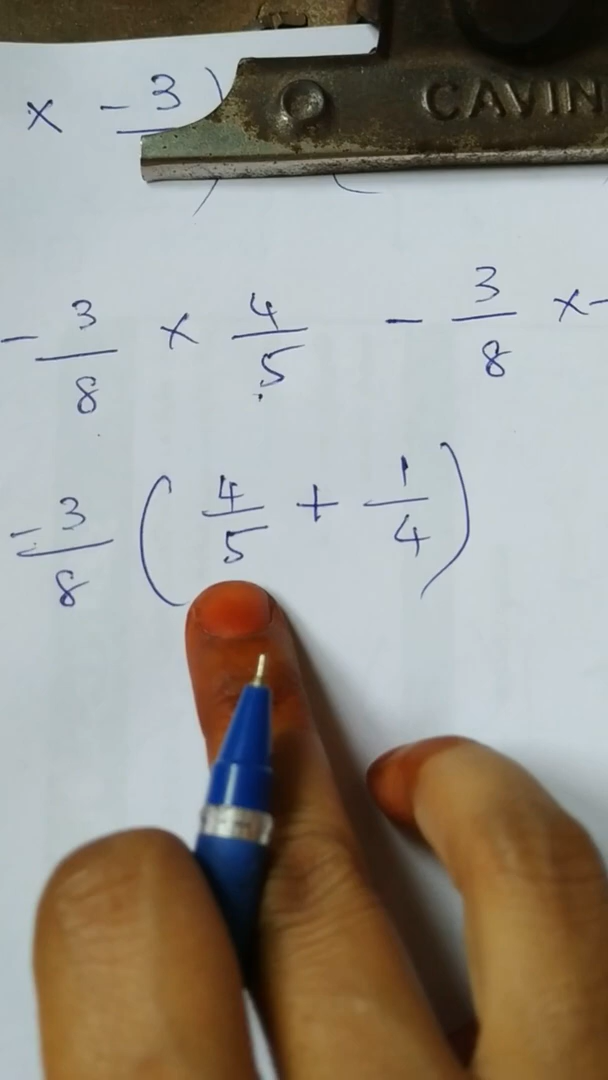 CAVIN
× -3 )
-3/8 × 4/5 - 3/8 × -
-3/8 ( 4/5 + 1/4 )